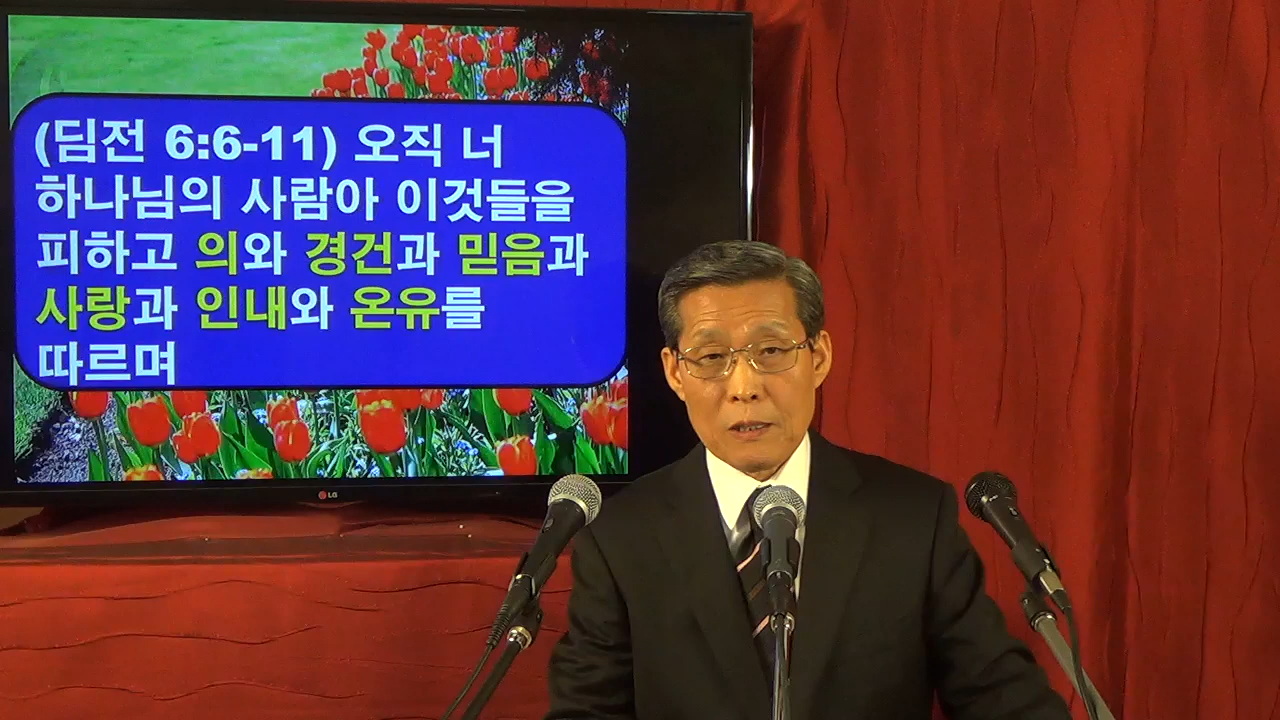 (딤전 6:6-11) 오직 너
하나님의 사람아 이것들을
피하고 의와 경건과 믿음과
사랑과 인내와 온유를
따르며
LG